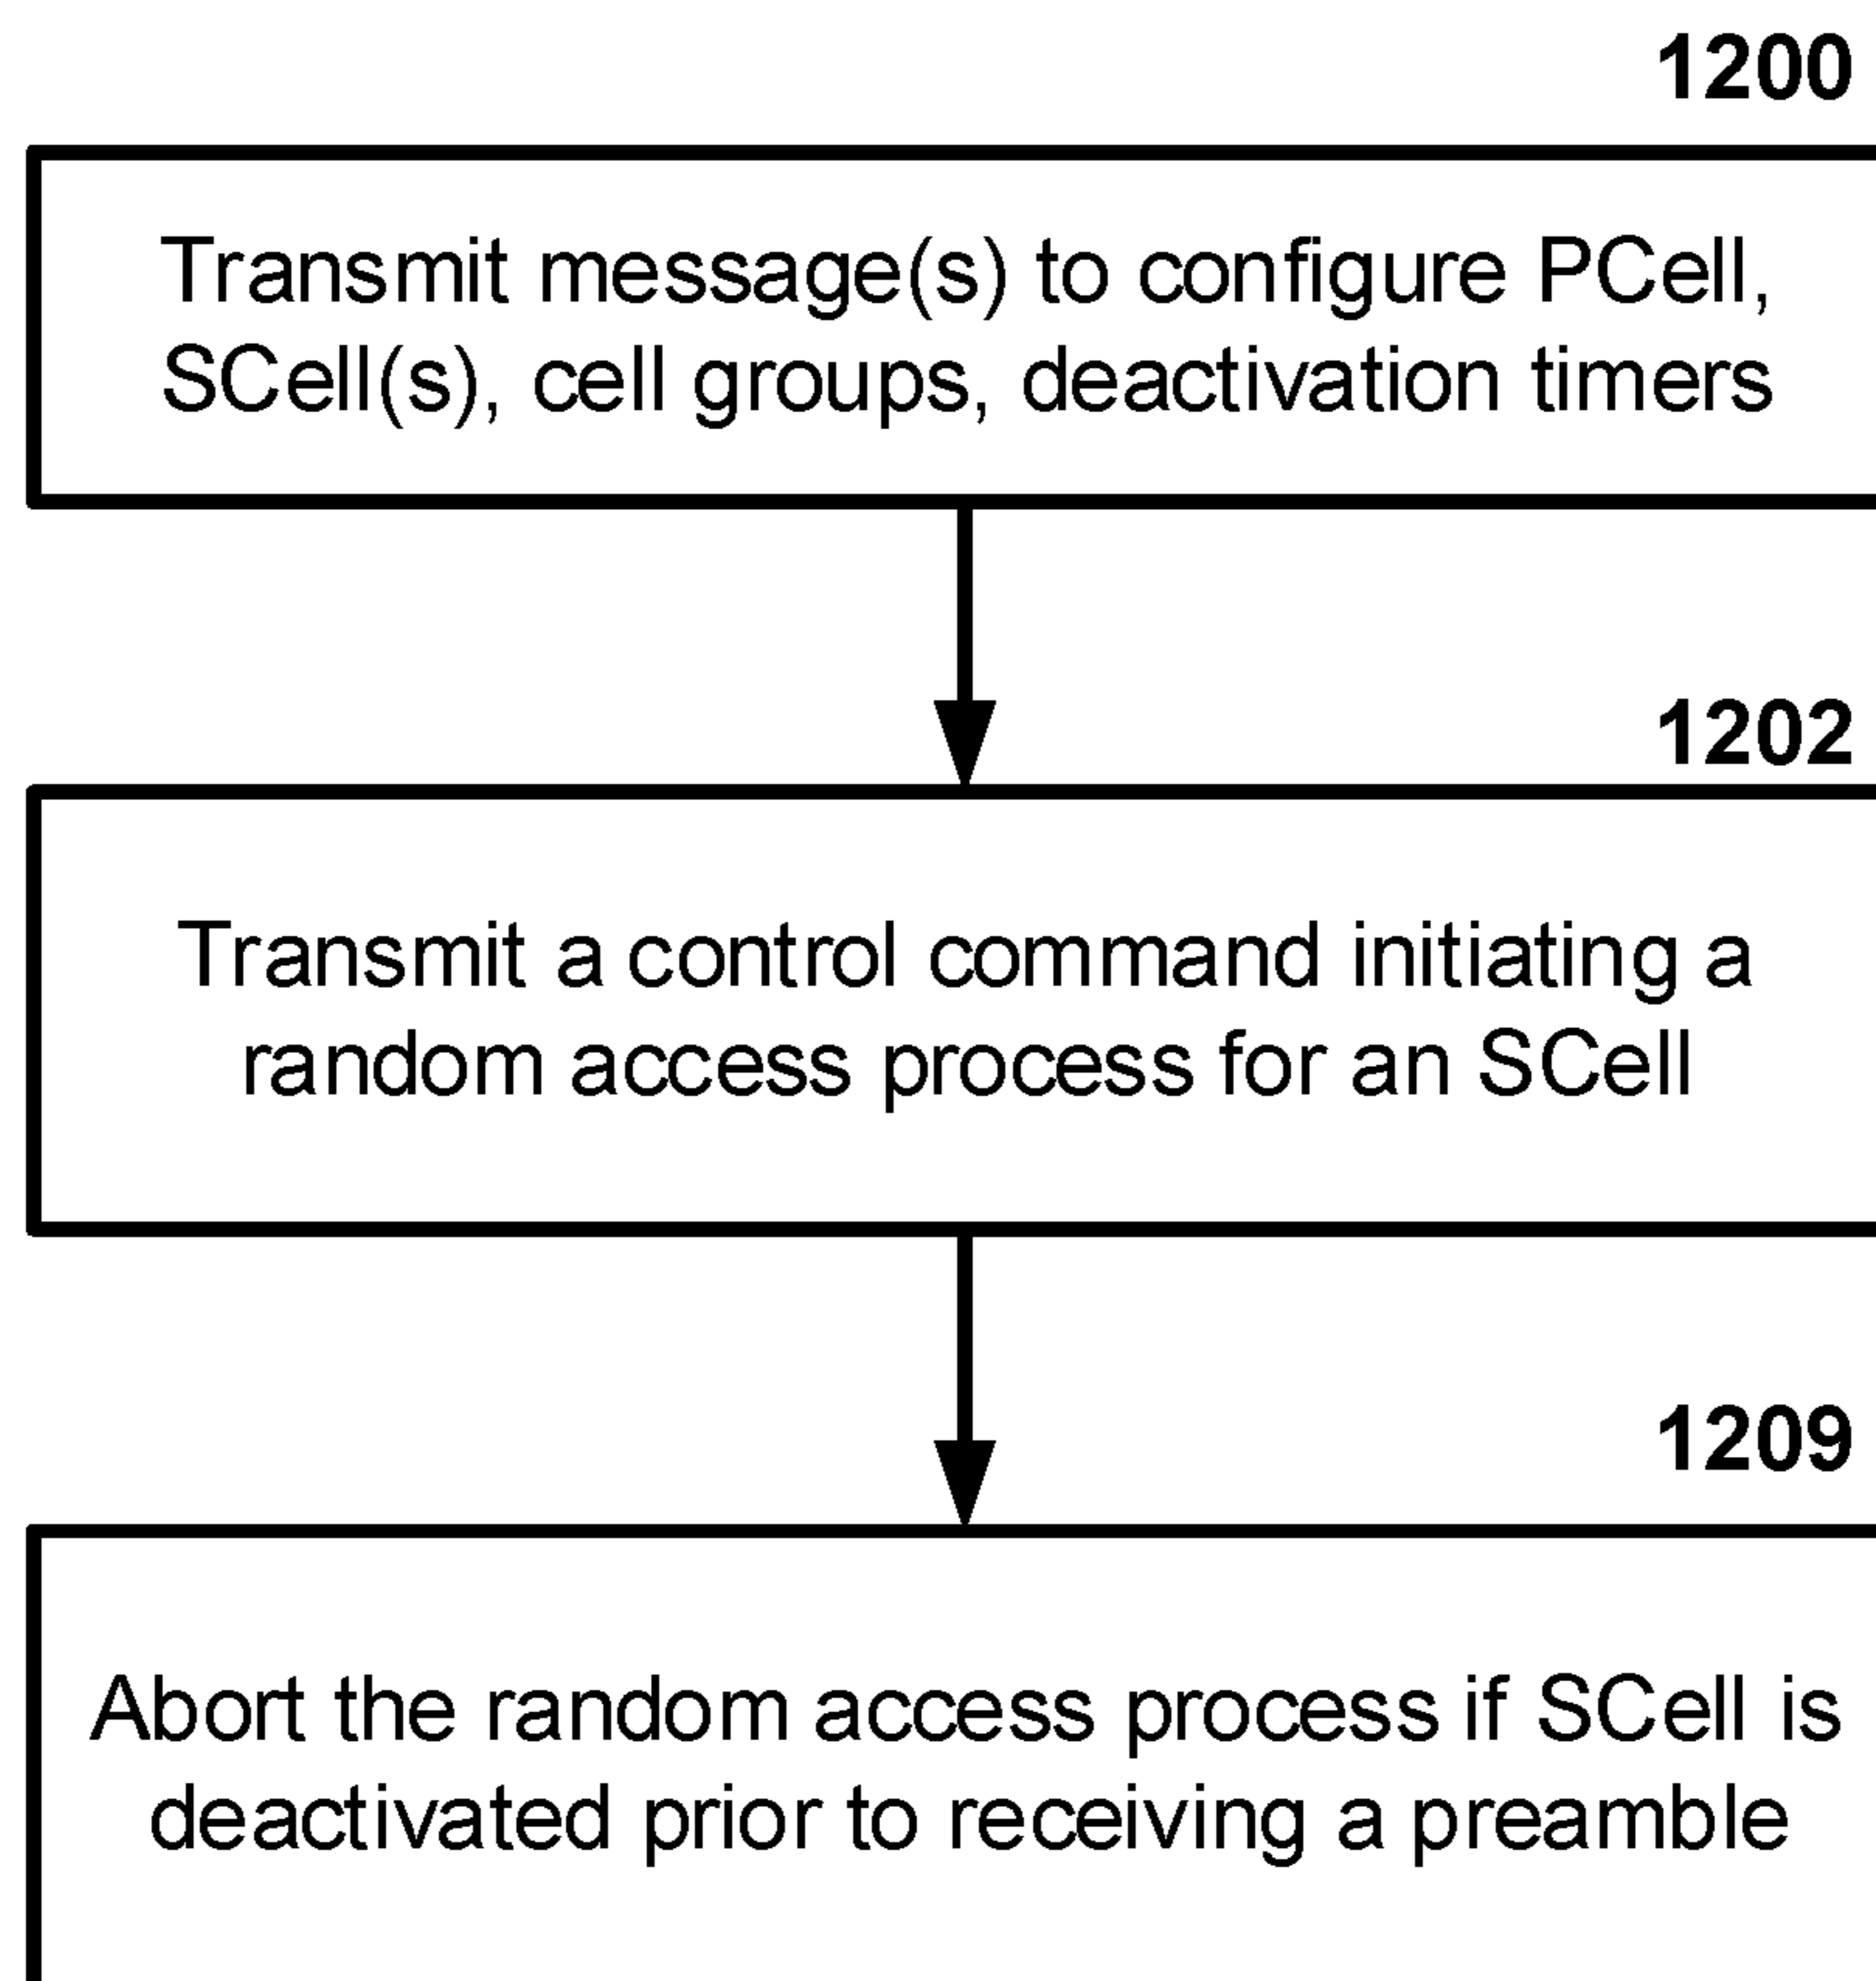 1200
Transmit message(s) to configure PCell,
SCell(s), cell groups, deactivation timers
1202
Transmit a control command initiating a
random access process for an SCell
1209
Abort the random access process if SCell is
deactivated prior to receiving a preamble